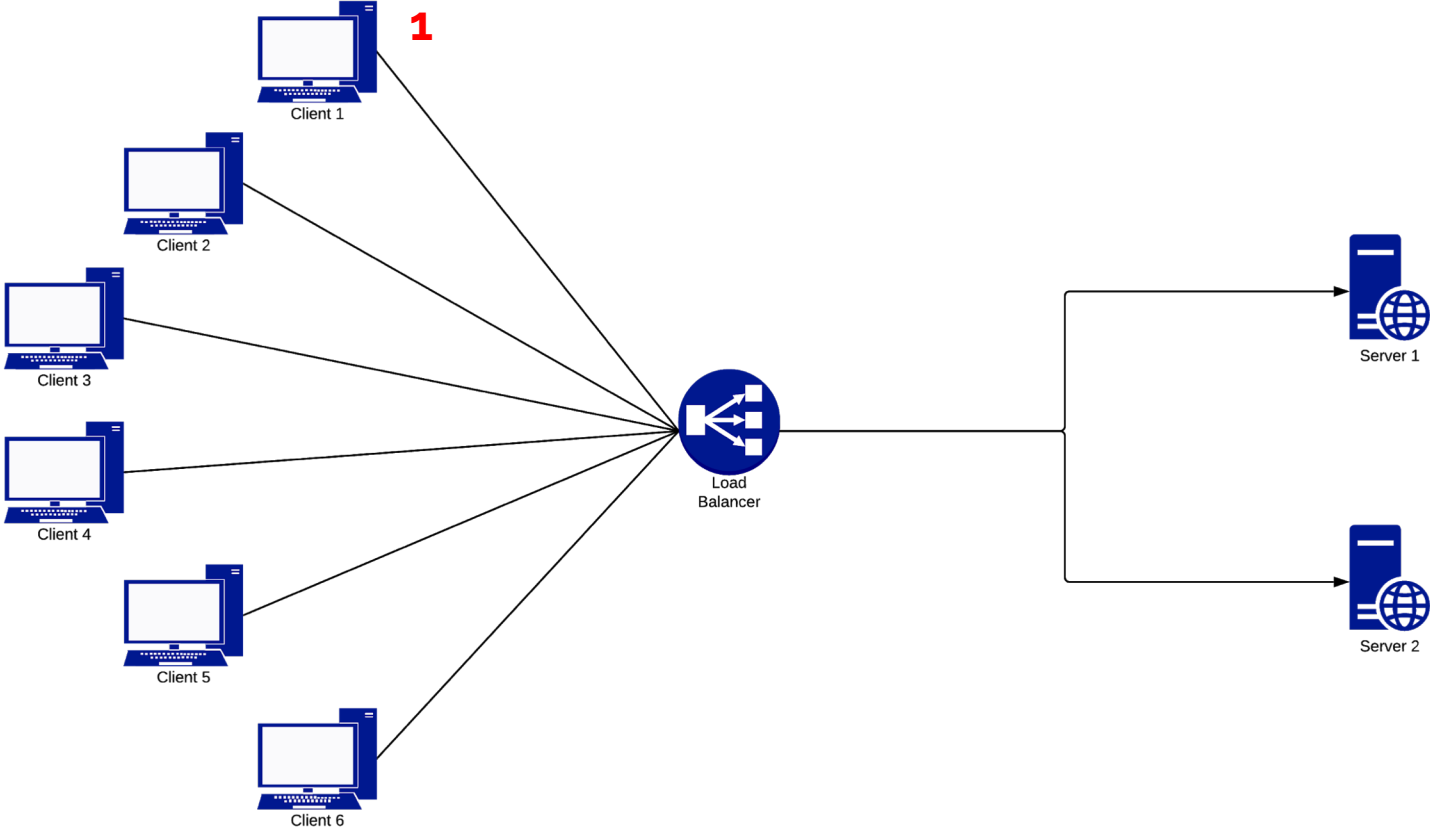 1
Client 1
Client 2
Client 3
Client 4
Client 5
Client 6
Load
Balancer
Server 1
Server 2